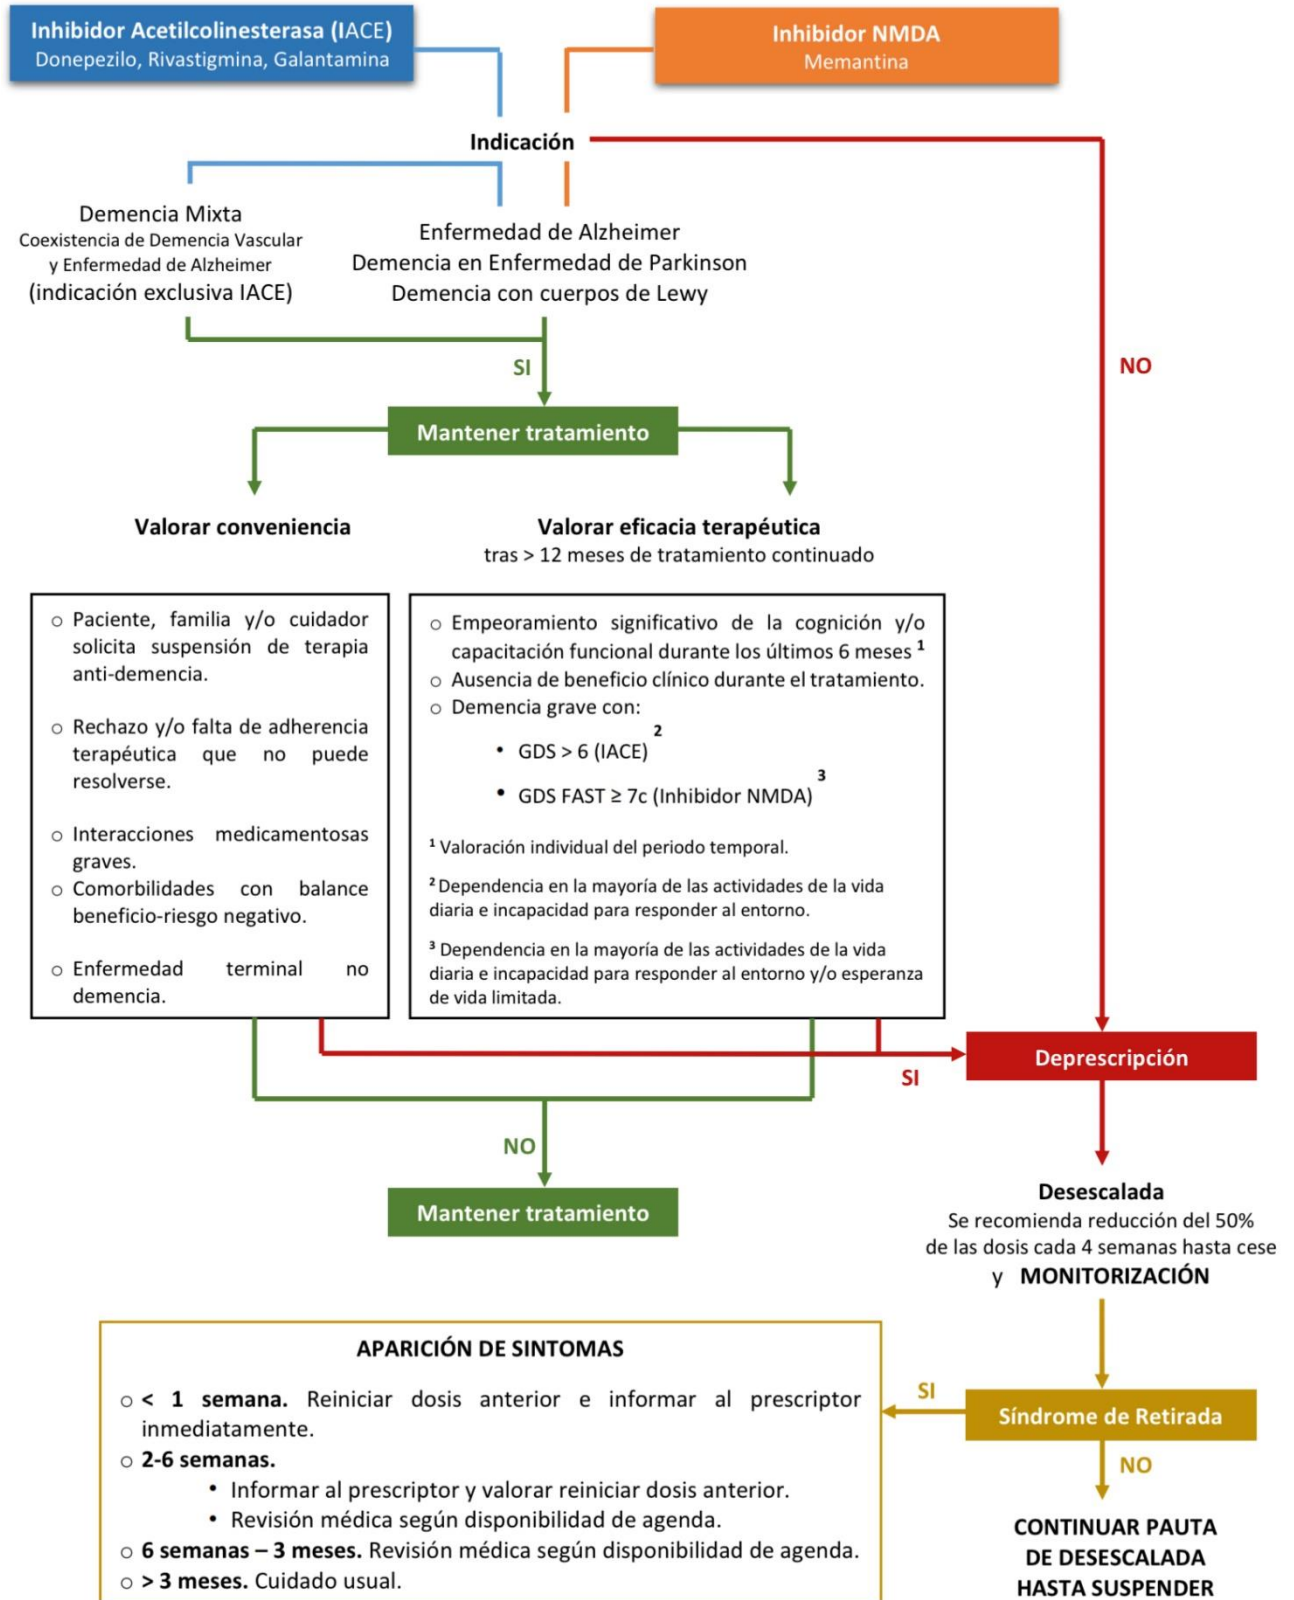 Inhibidor Acetilcolinesterasa (IACE)
Donepezilo, Rivastigmina, Galantamina
Inhibidor NMDA
Memantina
Indicación
Demencia Mixta
Coexistencia de Demencia Vascular
y Enfermedad de Alzheimer
(indicación exclusiva IACE)
Enfermedad de Alzheimer
Demencia en Enfermedad de Parkinson
Demencia con cuerpos de Lewy
SI
NO
Mantener tratamiento
Valorar conveniencia
Valorar eficacia terapéutica
tras > 12 meses de tratamiento continuado
○ Paciente, familia y/o cuidador
solicita suspensión de terapia
anti-demencia.
○ Rechazo y/o falta de adherencia
terapéutica que no puede
resolverse.
○ Interacciones medicamentosas
graves.
○ Comorbilidades con balance
beneficio-riesgo negativo.
○ Enfermedad terminal no
demencia.
○ Empeoramiento significativo de la cognición y/o
capacitación funcional durante los últimos 6 meses ¹
○ Ausencia de beneficio clínico durante el tratamiento.
○ Demencia grave con:
• GDS > 6 (IACE) ²
• GDS FAST ≥ 7c (Inhibidor NMDA) ³
¹ Valoración individual del periodo temporal.
² Dependencia en la mayoría de las actividades de la vida
diaria e incapacidad para responder al entorno.
³ Dependencia en la mayoría de las actividades de la vida
diaria e incapacidad para responder al entorno y/o esperanza
de vida limitada.
SI
Deprescripción
NO
Mantener tratamiento
Desescalada
Se recomienda reducción del 50%
de las dosis cada 4 semanas hasta cese
y MONITORIZACIÓN
APARICIÓN DE SINTOMAS
○ < 1 semana. Reiniciar dosis anterior e informar al prescriptor
inmediatamente.
○ 2-6 semanas.
• Informar al prescriptor y valorar reiniciar dosis anterior.
• Revisión médica según disponibilidad de agenda.
○ 6 semanas – 3 meses. Revisión médica según disponibilidad de agenda.
○ > 3 meses. Cuidado usual.
SI
Síndrome de Retirada
NO
CONTINUAR PAUTA
DE DESESCALADA
HASTA SUSPENDER